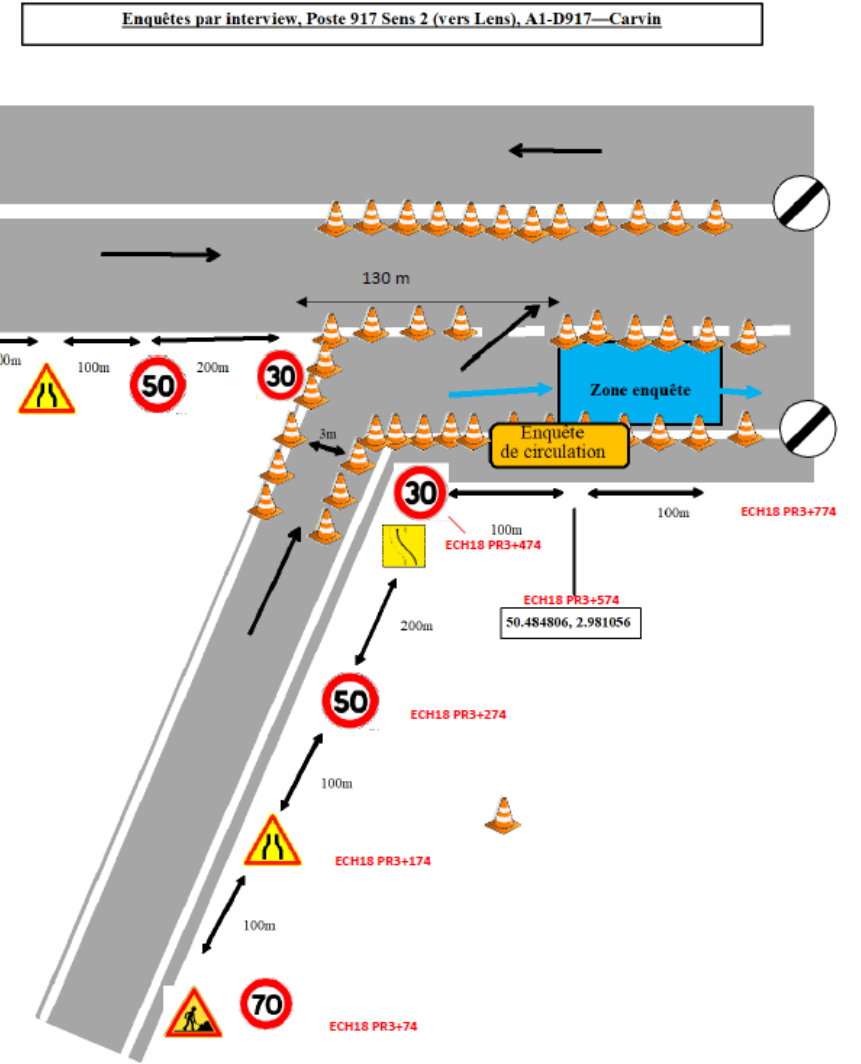 Enquêtes par interview, Poste 917 Sens 2 (vers Lens), A1-D917—Carvin
130 m
100m
200m
50
30
Zone enquête
3m
Enquête
de circulation
30
100m
100m
ECH18 PR3+774
ECH18 PR3+474
ECH18 PR3+574
50.484806, 2.981056
200m
50
ECH18 PR3+274
100m
ECH18 PR3+174
100m
70
ECH18 PR3+74